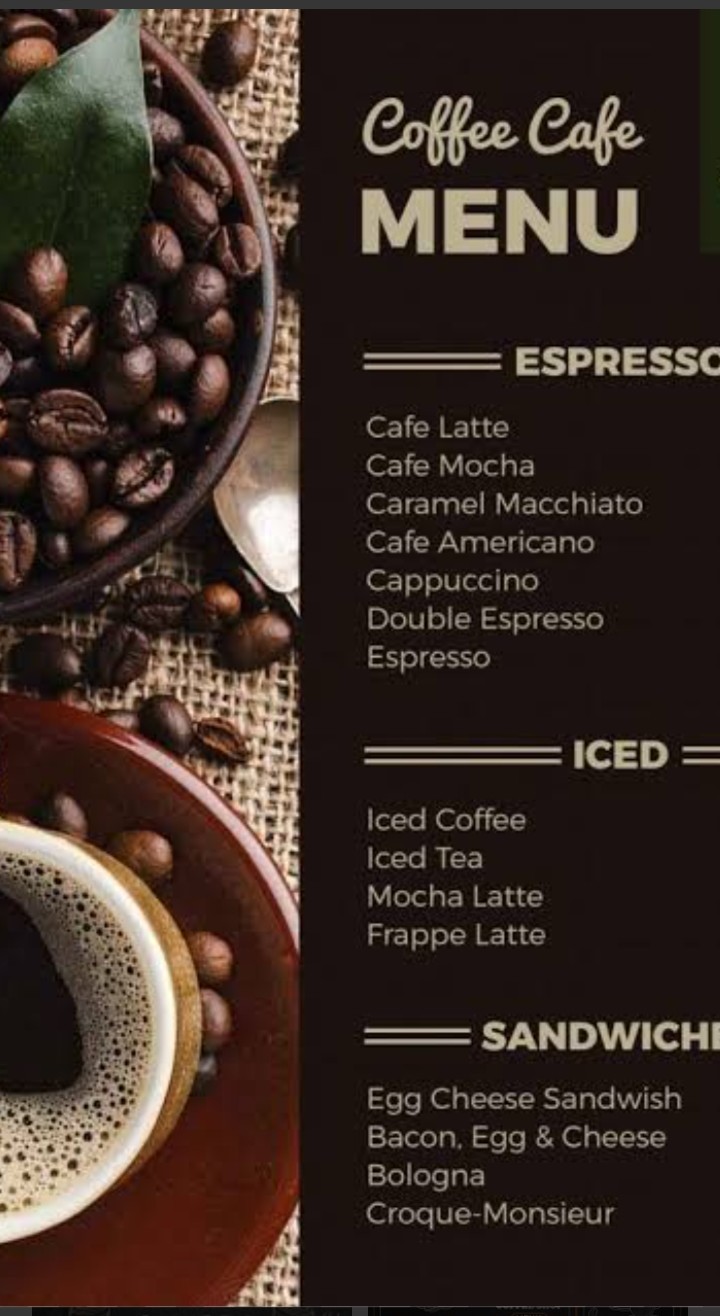 Coffee Cafe
MENU
ESPRESSO
Cafe Latte
Cafe Mocha
Caramel Macchiato
Cafe Americano
Cappuccino
Double Espresso
Espresso
ICED
Iced Coffee
Iced Tea
Mocha Latte
Frappe Latte
SANDWICHE
Egg Cheese Sandwish
Bacon, Egg & Cheese
Bologna
Croque-Monsieur